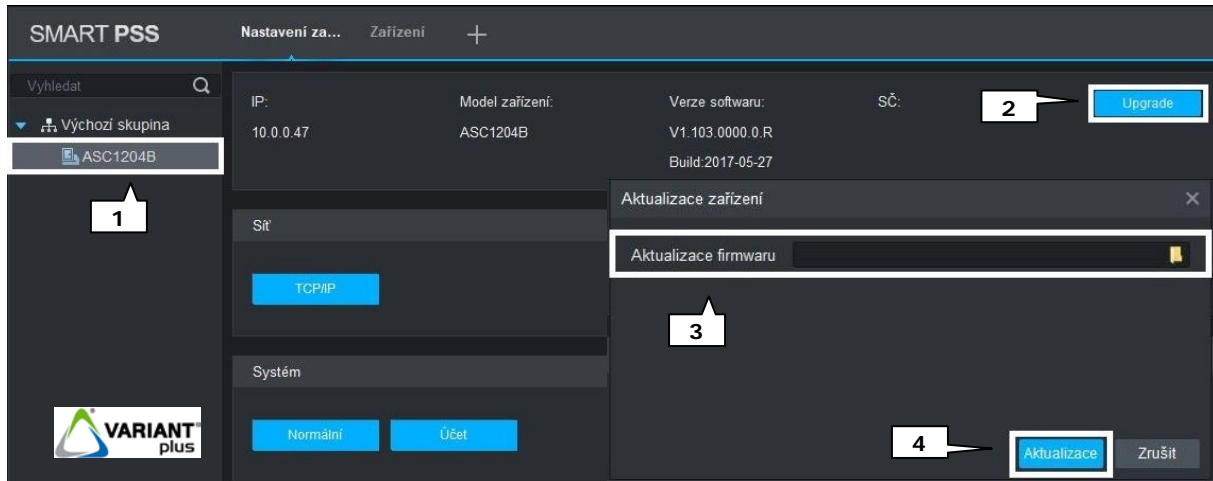 SMART PSS
Nastavení za... Zařízení
Vyhledat
Výchozí skupina
ASC1204B
1
IP: Model zařízení: Verze softwaru: SČ:
10.0.0.47 ASC1204B V1.103.0000.0.R
Build:2017-05-27
2
Upgrade
Síť
TCP/IP
Systém
Normální Účet
Aktualizace zařízení
Aktualizace firmwaru
3
4
Aktualizace Zrušit
VARIANT
plus